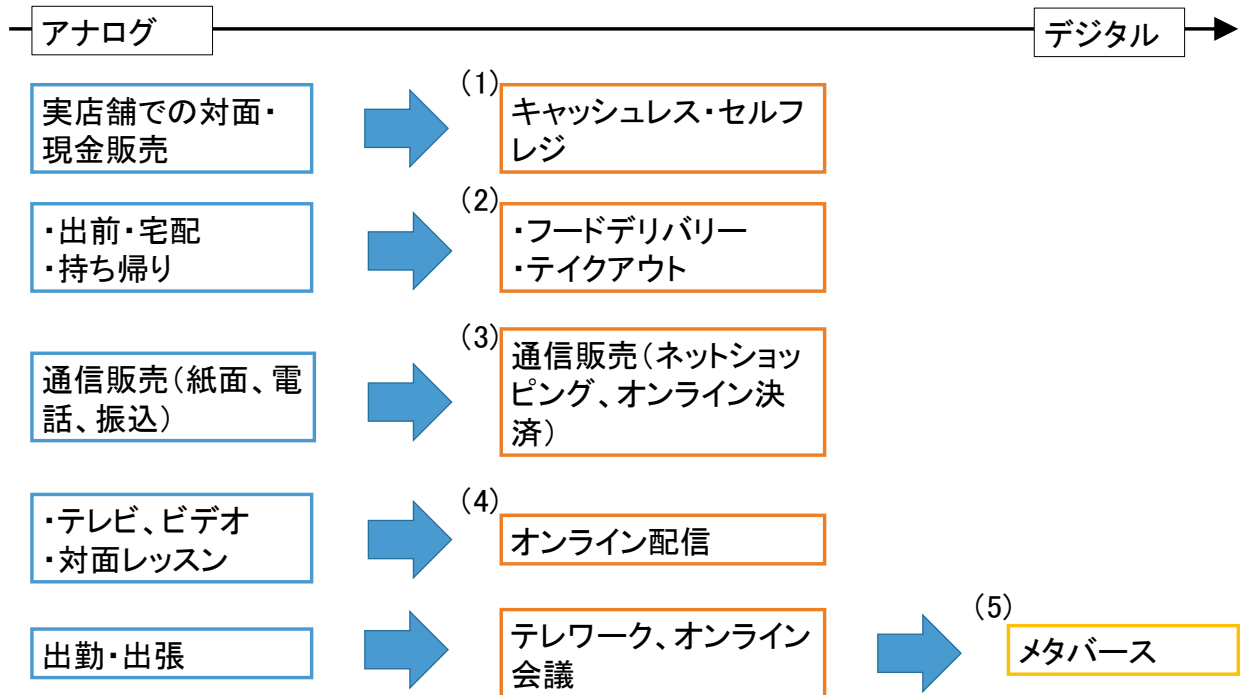 アナログ
デジタル
実店舗での対面・
現金販売
(1)
キャッシュレス・セルフ
レジ
・出前・宅配
・持ち帰り
(2)
・フードデリバリー
・テイクアウト
通信販売(紙面、電
話、振込)
(3)
通信販売(ネットショッ
ピング、オンライン決
済)
・テレビ、ビデオ
・対面レッスン
(4)
オンライン配信
出勤・出張
テレワーク、オンライン
会議
(5)
メタバース